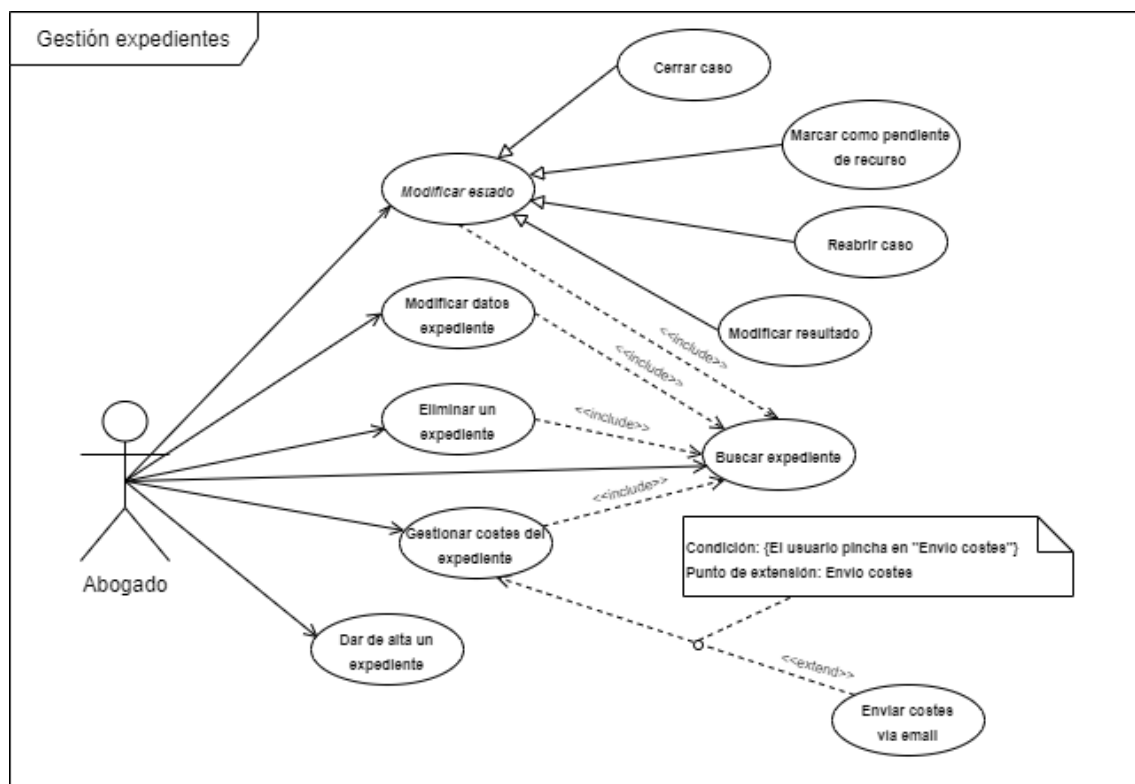 Gestión expedientes
Cerrar caso
Marcar como pendiente
de recurso
Modificar estado
Reabrir caso
Modificar datos
expediente
Modificar resultado
<<include>>
<<include>>
Eliminar un
expediente
<<include>>
Buscar expediente
<<include>>
Gestionar costes del
expediente
Condición: {El usuario pincha en "Envio costes"}
Punto de extensión: Envio costes
Abogado
Dar de alta un
expediente
<<extend>>
Enviar costes
via email